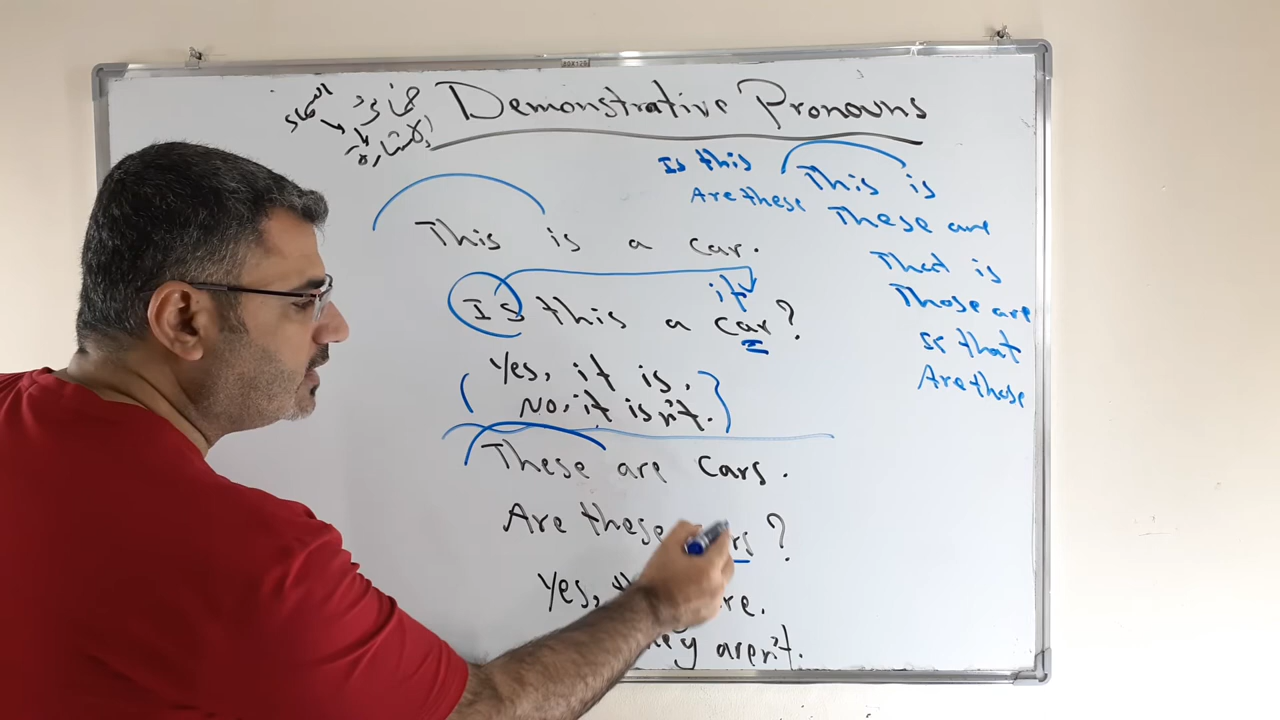 Demonstrative Pronouns
ضمائر
الإشارة
Is this
Are these
This is
These are
That is
Those are
Is that
Are those
This is a car.
it
Is this a car?
Yes, it is.
No, it isn't.
These are cars.
Are these ?
Yes,
aren't.